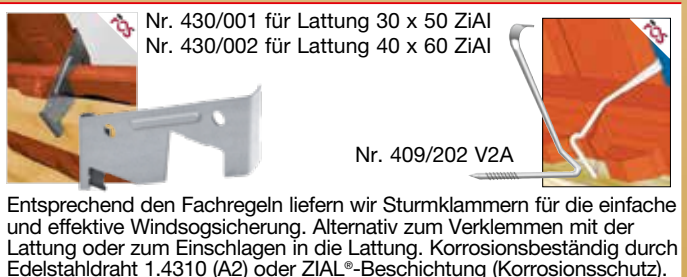 FOS
Nr. 430/001 für Lattung 30 x 50 ZiAl
Nr. 430/002 für Lattung 40 x 60 ZiAl
FOS
Nr. 409/202 V2A
Entsprechend den Fachregeln liefern wir Sturmklammern für die einfache
und effektive Windsogsicherung. Alternativ zum Verklemmen mit der
Lattung oder zum Einschlagen in die Lattung. Korrosionsbeständig durch
Edelstahldraht 1.4310 (A2) oder ZIAL®-Beschichtung (Korrosionsschutz).